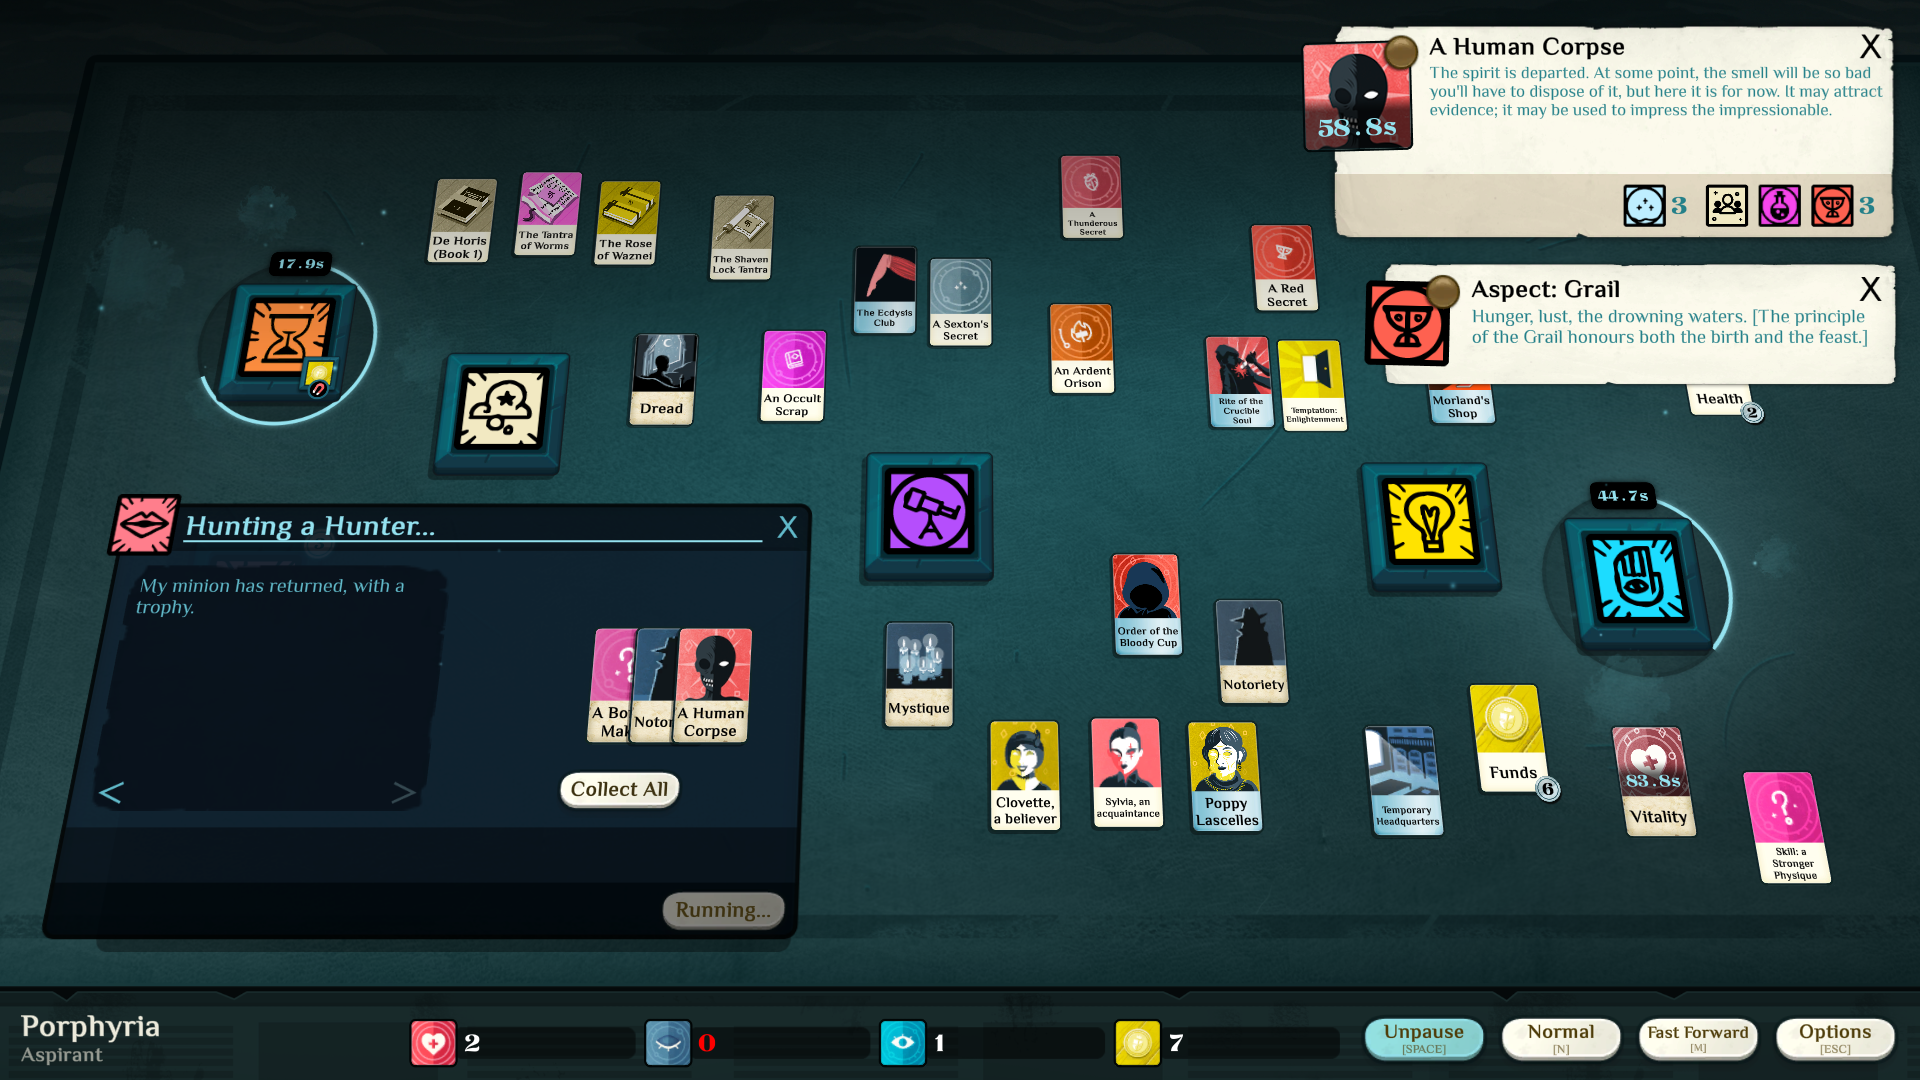 A Human Corpse
X
The spirit is departed. At some point, the smell will be so bad
you'll have to dispose of it, but here it is for now. It may attract
evidence; it may be used to impress the impressionable.
58.8s
3
3
Aspect: Grail
X
Hunger, lust, the drowning waters. [The principle
of the Grail honours both the birth and the feast.]
De Horis
(Book 1)
The Tantra
of Worms
The Rose
of Waznei
The Shaven
Lock Tantra
A
Thunderous
Secret
A Red
Secret
17.9s
The Ecdysis
Club
A Sexton's
Secret
An Ardent
Orison
Dread
An Occult
Scrap
Rite of the
Crucible
Soul
Temptation:
Enlightenment
Morland's
Shop
Health
2
44.7s
Hunting a Hunter...
X
My minion has returned, with a
trophy.
A Bo
Mak
Notor
A Human
Corpse
<
>
Collect All
Running...
Order of the
Bloody Cup
Notoriety
Mystique
Clovette,
a believer
Sylvia, an
acquaintance
Poppy
Lascelles
Temporary
Headquarters
Funds
6
83.8s
Vitality
Skill: a
Stronger
Physique
Porphyria
Aspirant
2
0
1
7
Unpause
[SPACE]
Normal
[N]
Fast Forward
[M]
Options
[ESC]